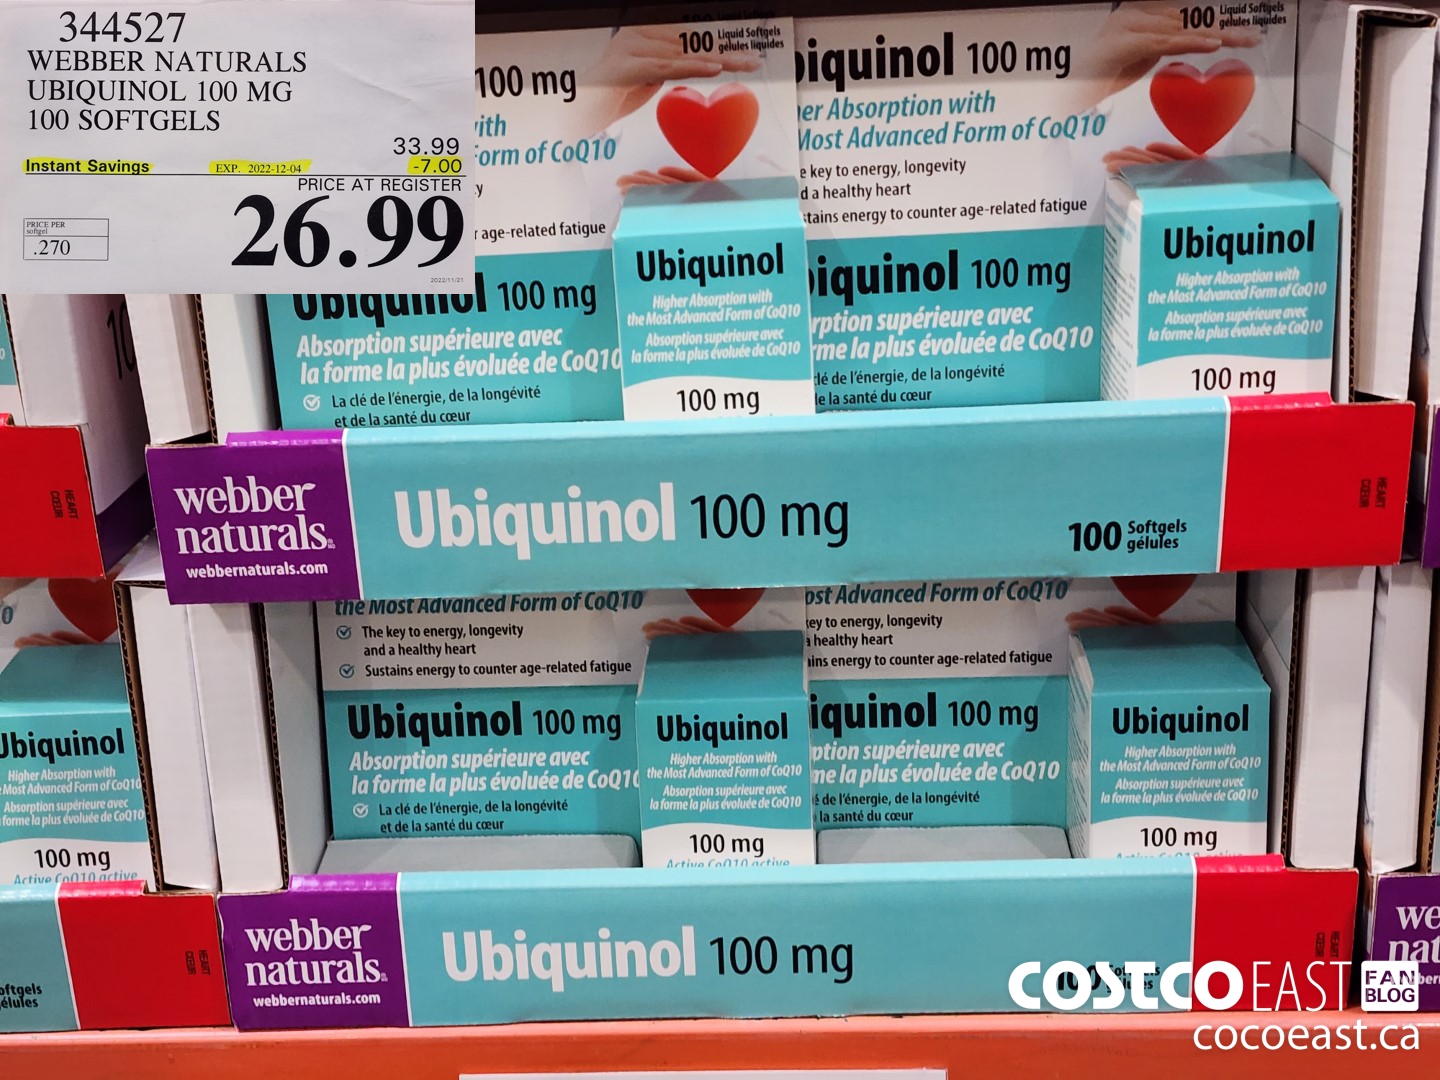 344527
WEBBER NATURALS
UBIQUINOL 100 MG
100 SOFTGELS
33.99
Instant Savings EXP. 2022-12-04 -7.00
PRICE AT REGISTER
26.99
PRICE PER
softgel
.270
2022/11/21
100 Liquid Softgels
gélules liquides
100 mg
with
form of CoQ10
age-related fatigue
Ubiquinol 100 mg
Absorption supérieure avec
la forme la plus évoluée de CoQ10
La clé de l'énergie, de la longévité
et de la santé du cœur
Ubiquinol
Higher Absorption with
the Most Advanced Form of CoQ10
Absorption supérieure avec
la forme la plus évoluée de CoQ10
100 mg
100 Liquid Softgels
gélules liquides
biquinol 100 mg
er Absorption with
Most Advanced Form of CoQ10
e key to energy, longevity
d a healthy heart
stains energy to counter age-related fatigue
iquinol 100 mg
rption supérieure avec
me la plus évoluée de CoQ10
clé de l'énergie, de la longévité
de la santé du cœur
Ubiquinol
Higher Absorption with
the Most Advanced Form of CoQ10
Absorption supérieure avec
la forme la plus évoluée de CoQ10
100 mg
HEART
CŒUR
webber
naturals
webbernaturals.com
Ubiquinol 100 mg
100 Softgels
gélules
HEART
CŒUR
the Most Advanced Form of CoQ10
The key to energy, longevity
and a healthy heart
Sustains energy to counter age-related fatigue
Ubiquinol 100 mg
Absorption supérieure avec
la forme la plus évoluée de CoQ10
La clé de l'énergie, de la longévité
et de la santé du cœur
Ubiquinol
Higher Absorption with
the Most Advanced Form of CoQ10
Absorption supérieure avec
la forme la plus évoluée de CoQ10
100 mg
Active CoQ10 active
ost Advanced Form of CoQ10
ey to energy, longevity
a healthy heart
ins energy to counter age-related fatigue
iquinol 100 mg
ption supérieure avec
me la plus évoluée de CoQ10
é de l'énergie, de la longévité
la santé du cœur
Ubiquinol
Higher Absorption with
the Most Advanced Form of CoQ10
Absorption supérieure avec
la forme la plus évoluée de CoQ10
100 mg
Ubiquinol
Higher Absorption with
Most Advanced Form of CoQ10
Absorption supérieure avec
forme la plus évoluée de CoQ10
100 mg
Active CoQ10 active
oftgels
élules
HEART
CŒUR
webber
naturals
webbernaturals.com
Ubiquinol 100 mg
HEART
CŒUR
we
nat
COSTCO EAST FAN
BLOG
cocoeast.ca